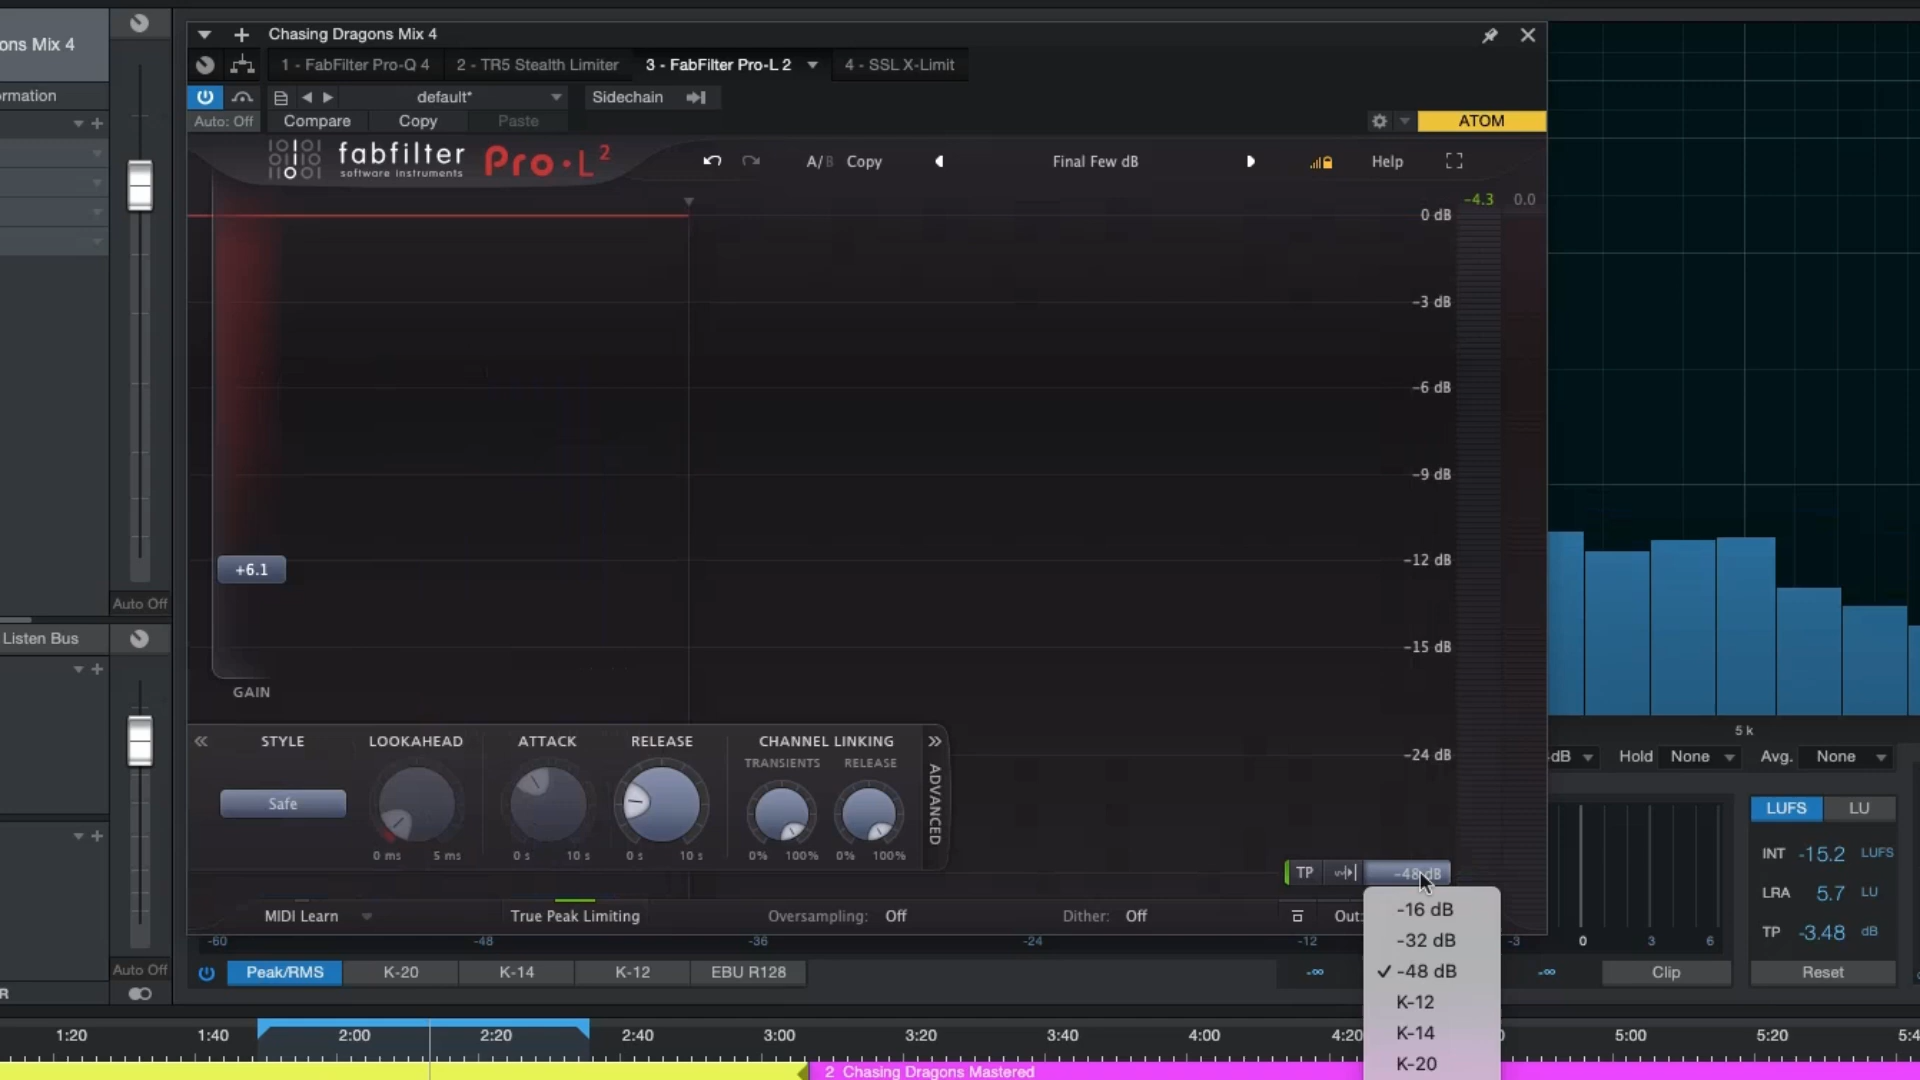 ons Mix 4
Chasing Dragons Mix 4
1 - FabFilter Pro-Q 4
2 - TR5 Stealth Limiter
3 - FabFilter Pro-L 2
4 - SSL X-Limit
rmation
default*
Sidechain
Auto: Off
Compare
Copy
Paste
ATOM
fabfilter
software instruments
Pro·L 2
A/B
Copy
Final Few dB
Help
-4.3
0.0
0 dB
-3 dB
-6 dB
-9 dB
-12 dB
-15 dB
-24 dB
+6.1
GAIN
Auto Off
Listen Bus
STYLE
LOOKAHEAD
ATTACK
RELEASE
CHANNEL LINKING
TRANSIENTS
RELEASE
ADVANCED
Safe
0 ms
5 ms
0 s
10 s
0 s
10 s
0%
100%
0%
100%
TP
-48 dB
MIDI Learn
True Peak Limiting
Oversampling: Off
Dither: Off
Out:
-16 dB
-32 dB
✓ -48 dB
K-12
K-14
K-20
-60
-48
-36
-24
-12
-3
0
3
6
Peak/RMS
K-20
K-14
K-12
EBU R128
-∞
-∞
Clip
5 k
dB
Hold
None
Avg.
None
LUFS
LU
INT
-15.2
LUFS
LRA
5.7
LU
TP
-3.48
dB
Reset
Auto Off
R
1:20
1:40
2:00
2:20
2:40
3:00
3:20
3:40
4:00
4:20
5:00
5:20
5:4
2 Chasing Dragons Mastered